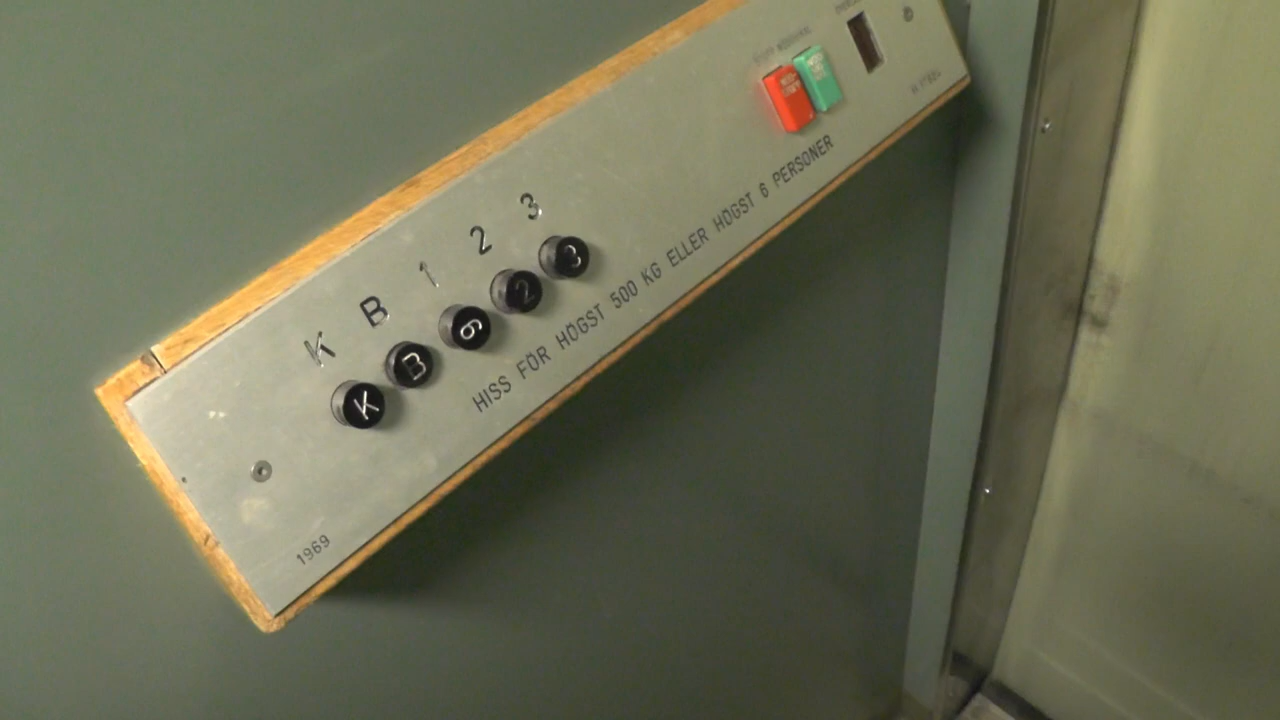 K B 1 2 3
K B 6 2 3
HISS FÖR HÖGST 500 KG ELLER HÖGST 6 PERSONER
1969